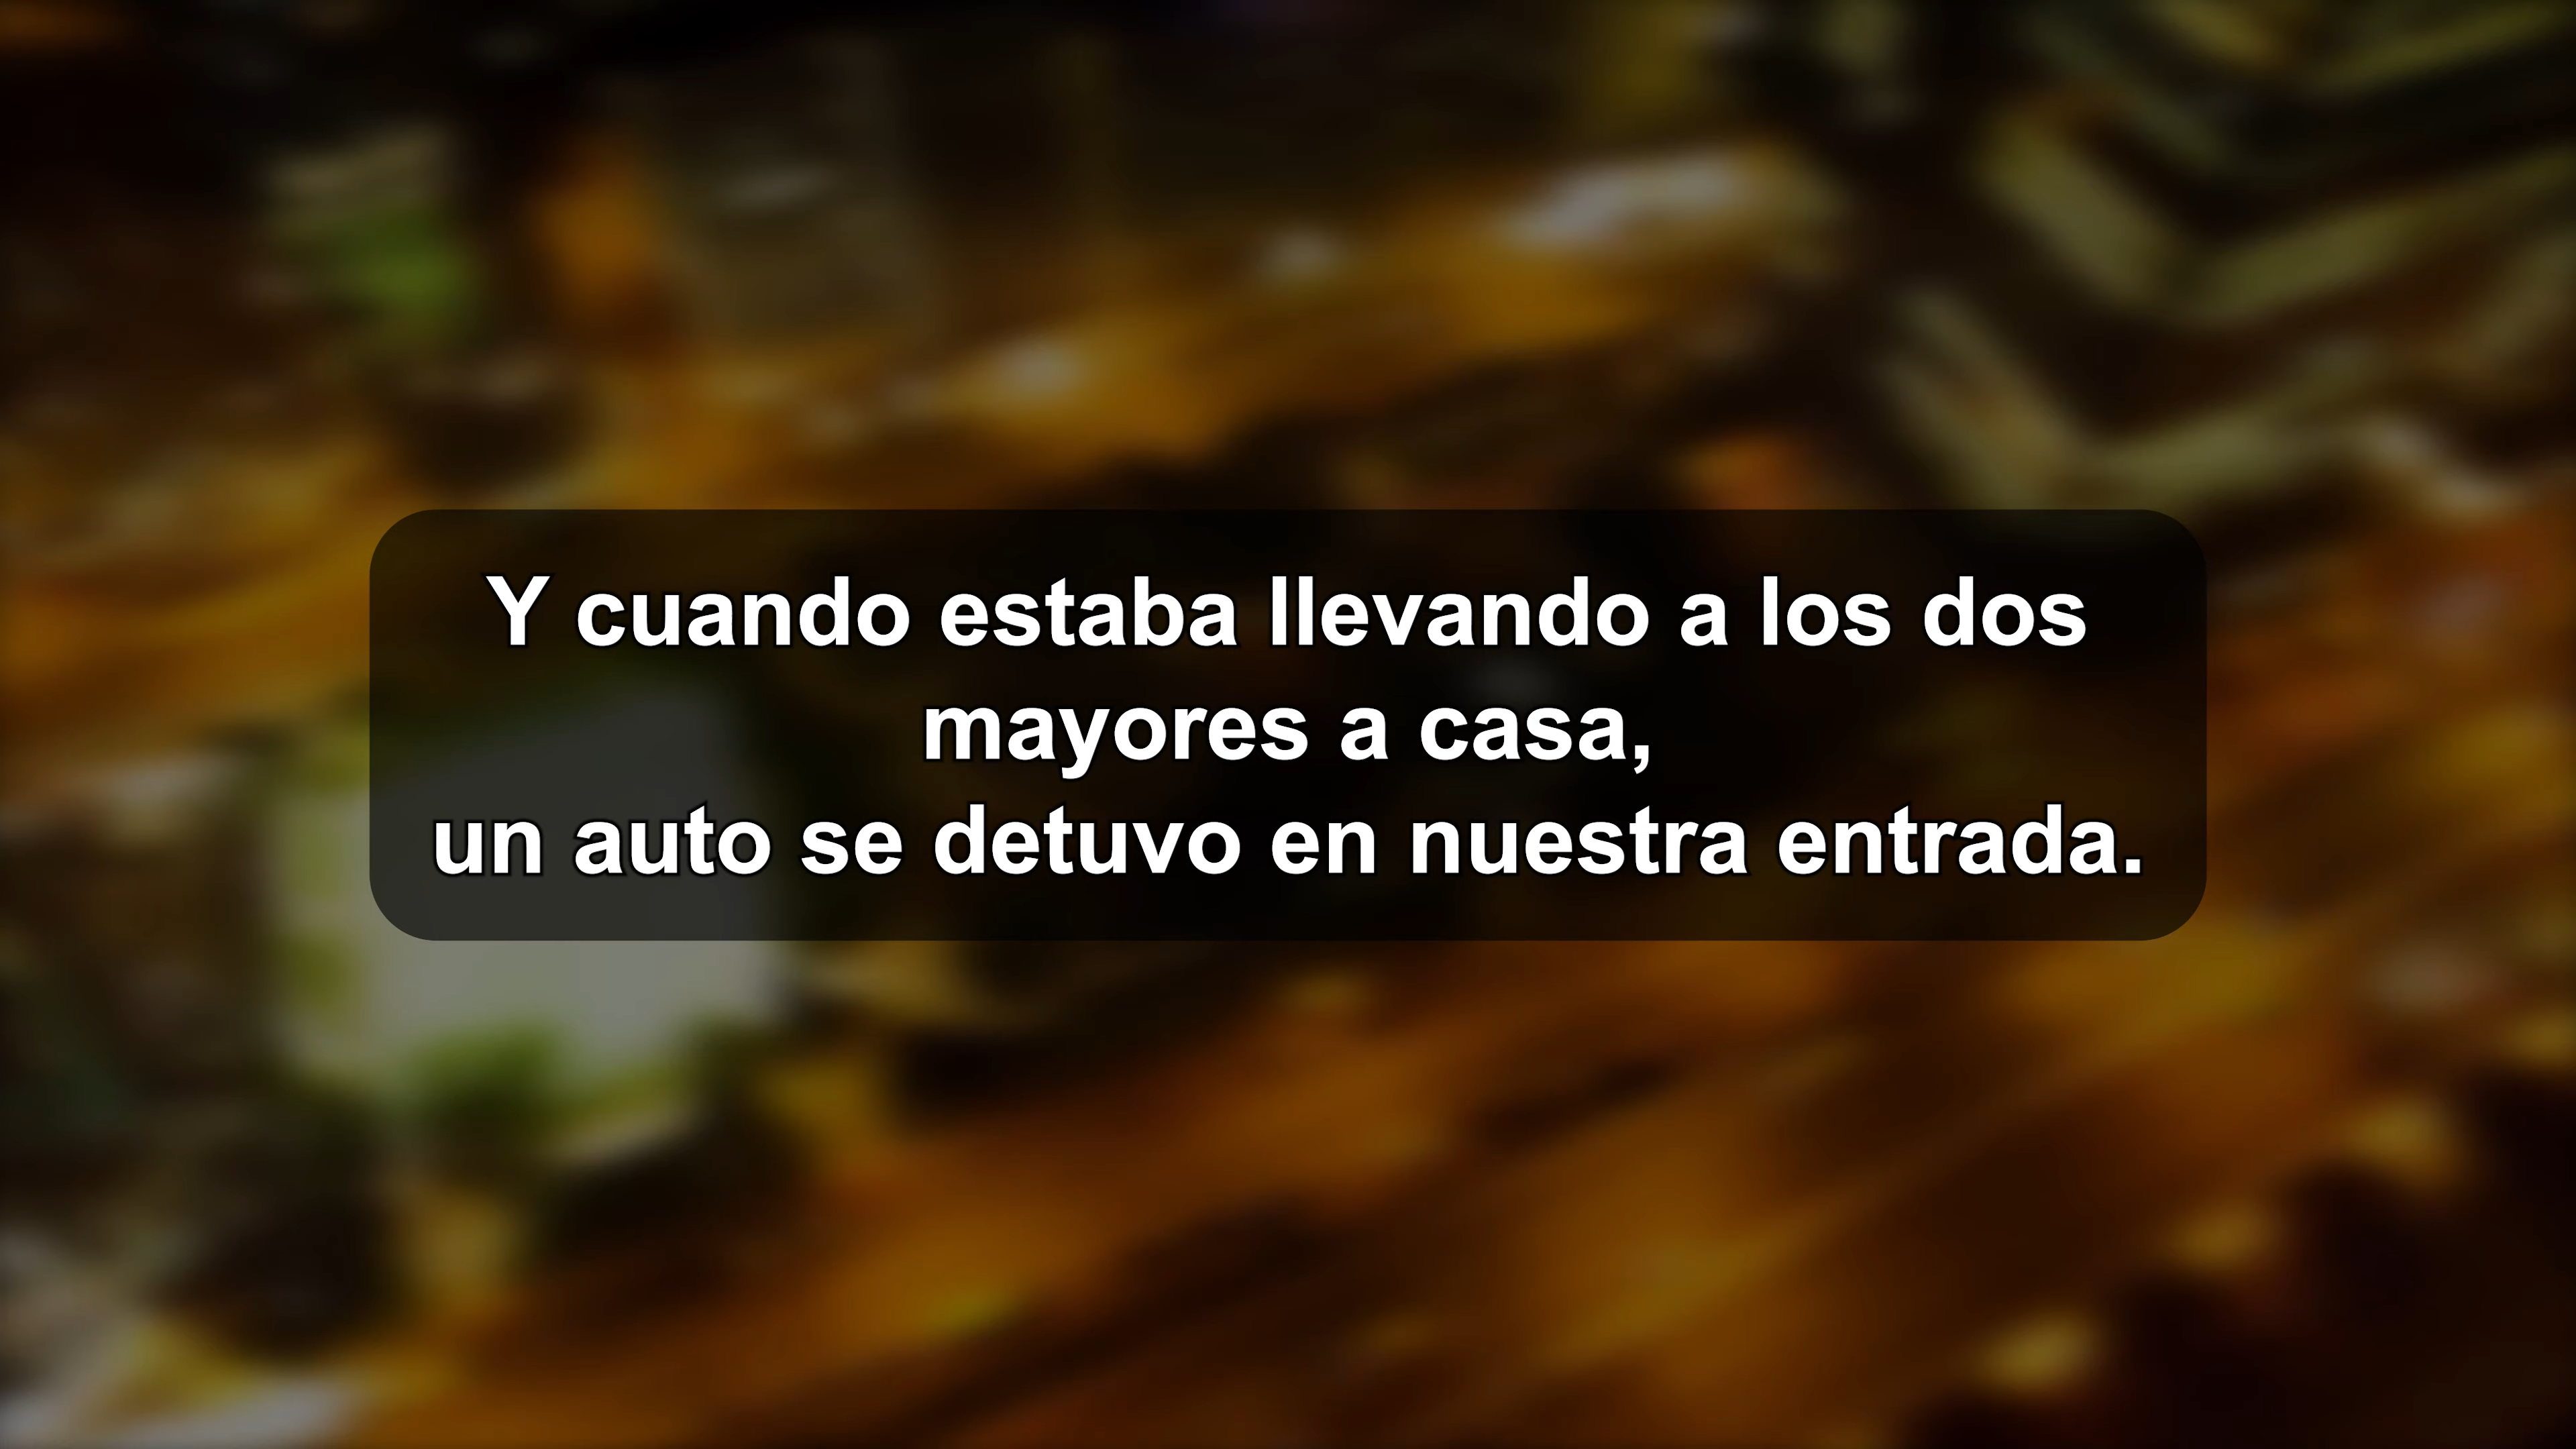 Y cuando estaba llevando a los dos
mayores a casa,
un auto se detuvo en nuestra entrada.